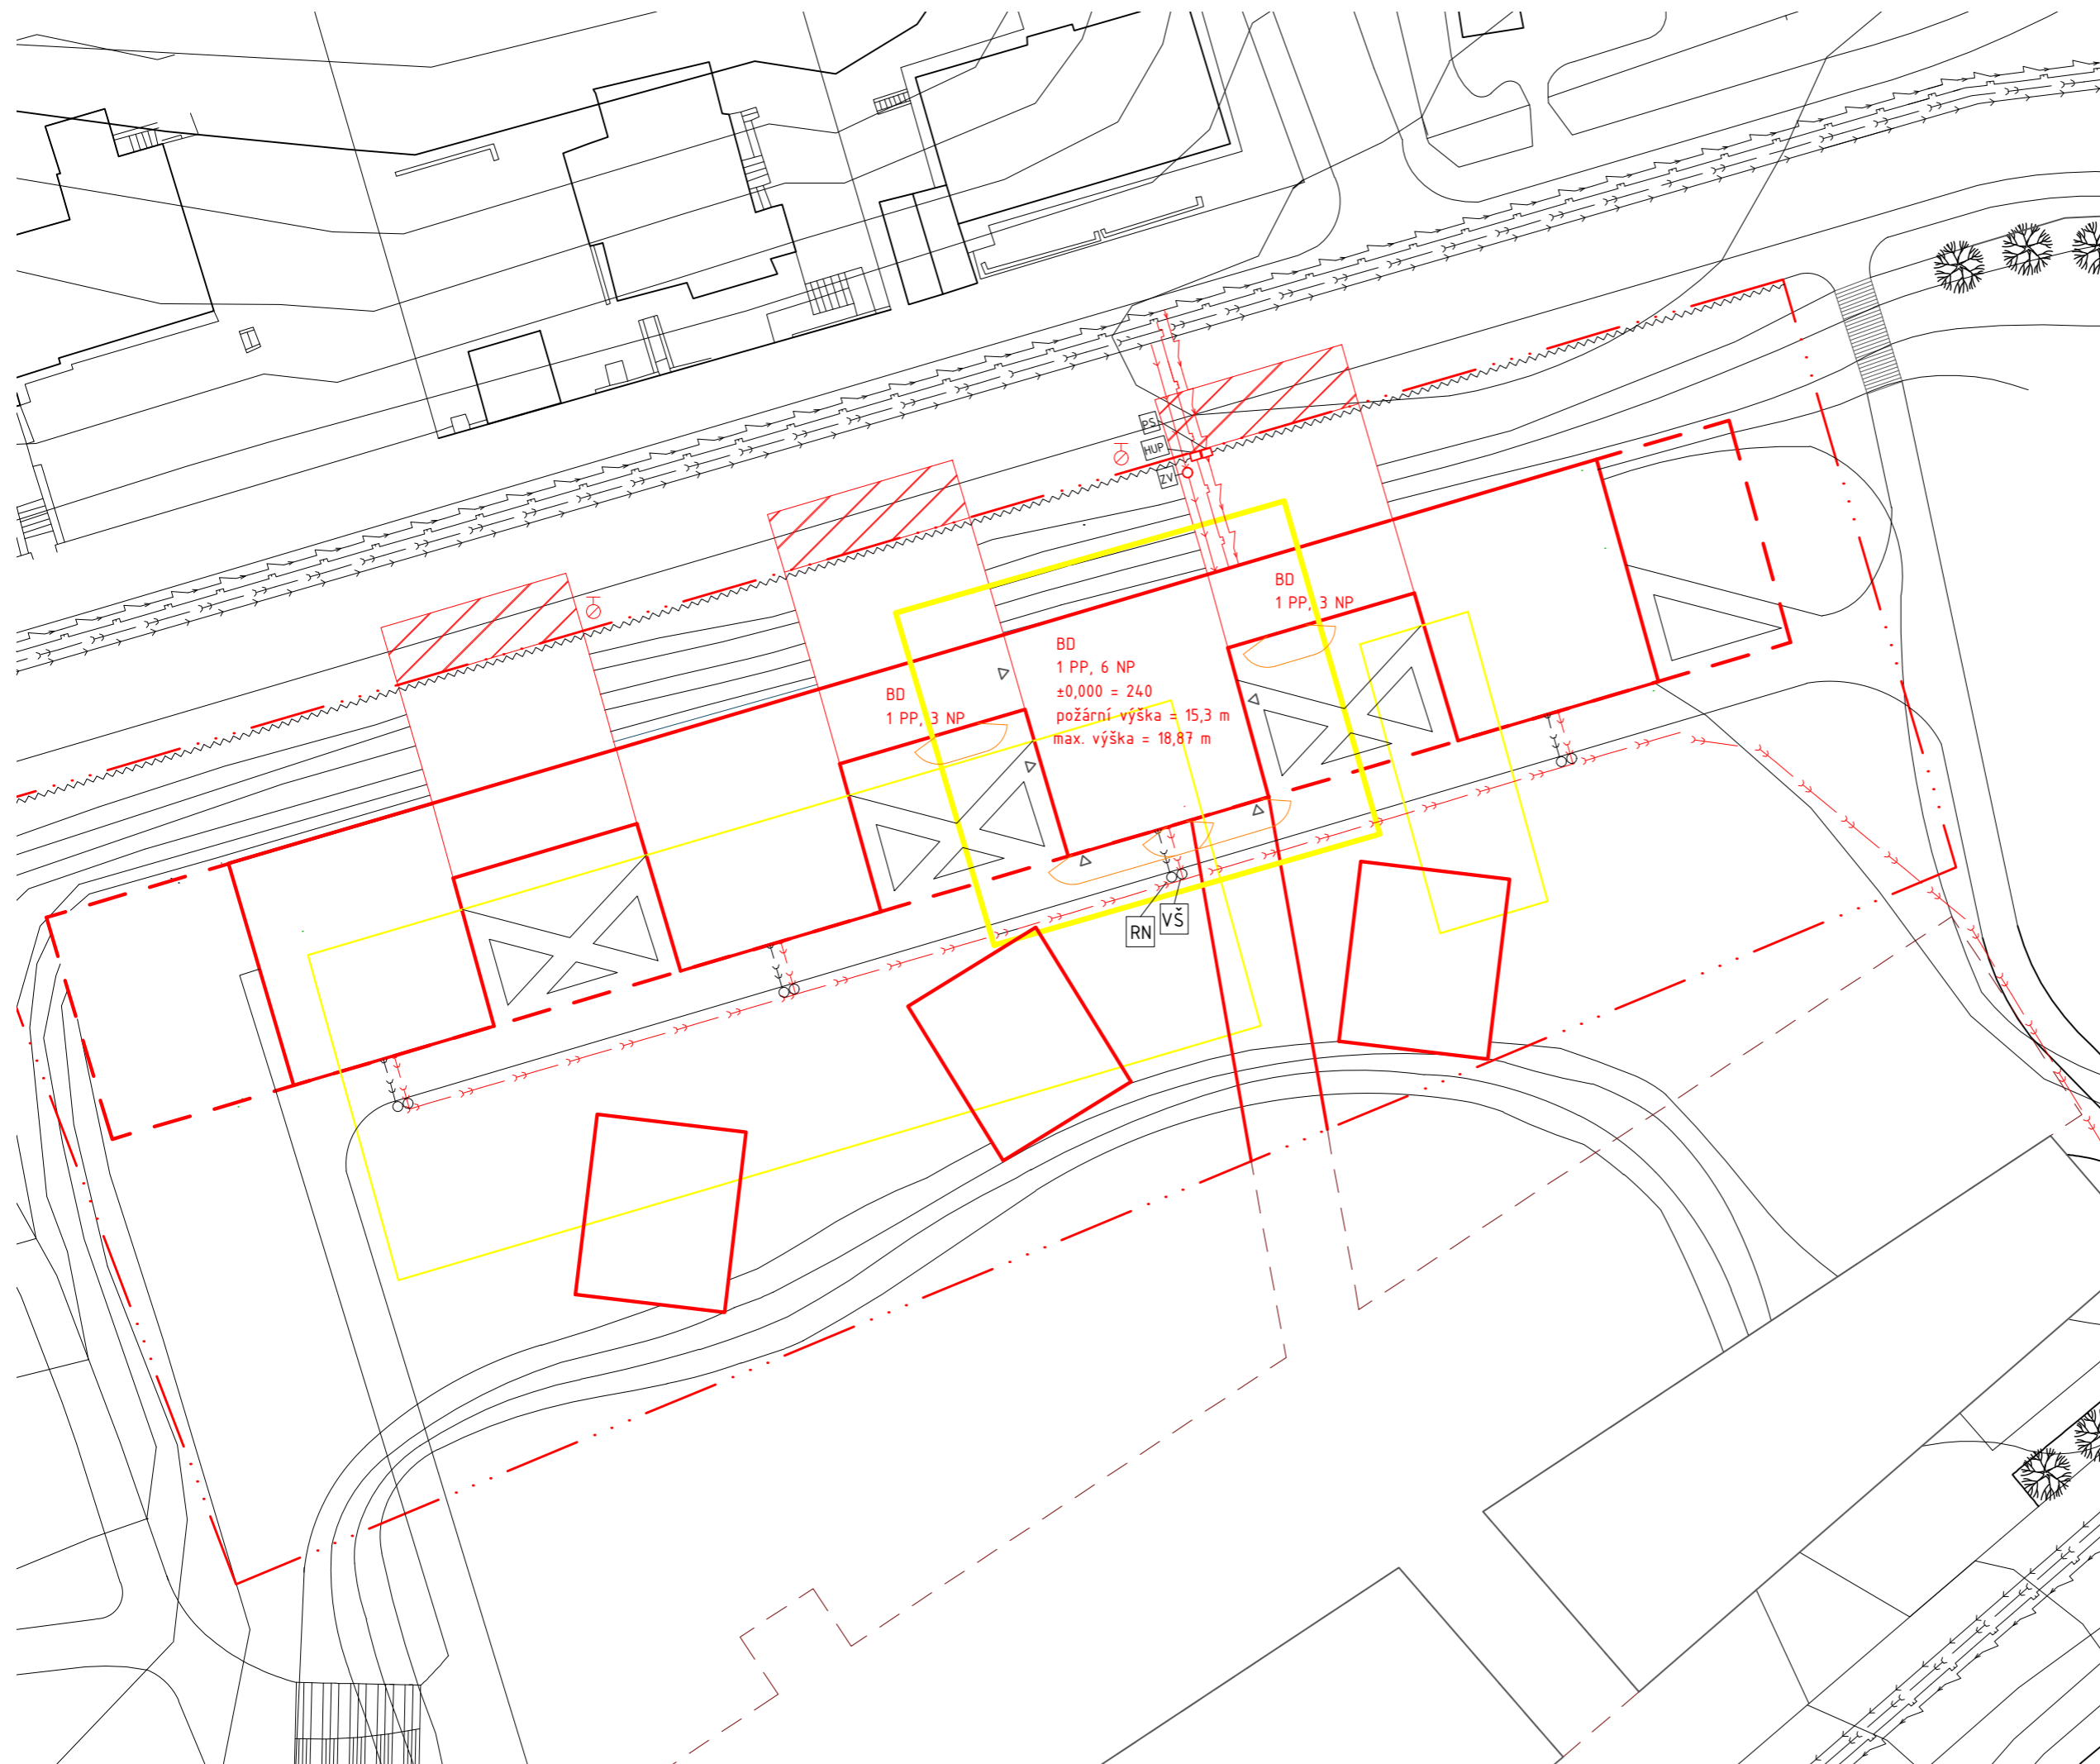 PS
HUP
ZV
BD
1 PP, 3 NP
BD
1 PP, 6 NP
±0,000 = 240
požární výška = 15,3 m
max. výška = 18,87 m
BD
1 PP, 3 NP
RN
VŠ